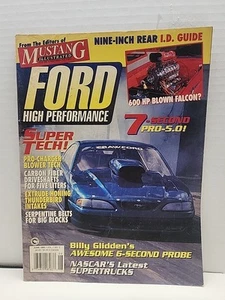 From The Editors of
MUSTANG
ILLUSTRATED
NINE-INCH REAR I.D. GUIDE
FORD
HIGH PERFORMANCE
600 HP BLOWN FALCON?
SUPER
TECH!
7-SECOND
PRO-5.0!
PRO-CHARGER
BLOWER TECH
CARBON FIBER
DRIVESHAFTS
FOR FIVE LITERS
EXTRUDE HONING
THUNDERBIRD
INTAKES
SERPENTINE BELTS
FOR BIG BLOCKS
Billy Glidden's
AWESOME 6-SECOND PROBE
NASCAR'S Latest
SUPERTRUCKS